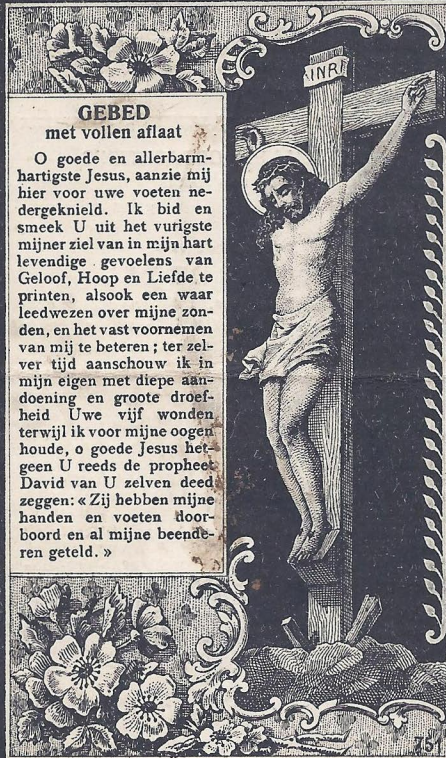 GEBED
met vollen aflaat
O goede en allerbarm-
hartigste Jesus, aanzie mij
hier voor uwe voeten ne-
dergeknield. Ik bid en
smeek U uit het vurigste
mijner ziel van in mijn hart
levendige gevoelens van
Geloof, Hoop en Liefde te
printen, alsook een waar
leedwezen over mijne zon-
den, en het vast voornemen
van mij te beteren ; ter zel-
ver tijd aanschouw ik in
mijn eigen met diepe aan-
doening en groote droef-
heid Uwe vijf wonden
terwijl ik voor mijne oogen
houde, o goede Jesus het-
geen U reeds de propheet
David van U zelven deed
zeggen: « Zij hebben mijne
handen en voeten door-
boord en al mijne beende-
ren geteld. »
INRI